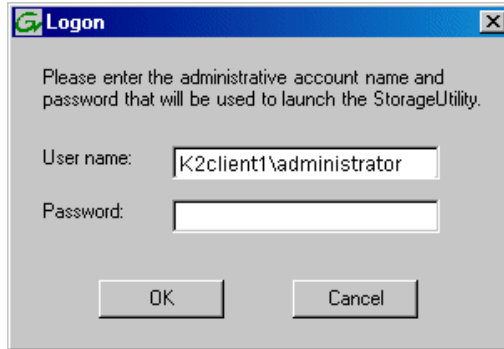 Logon
Please enter the administrative account name and
password that will be used to launch the StorageUtility.
User name:
K2client1\administrator
Password:
OK
Cancel